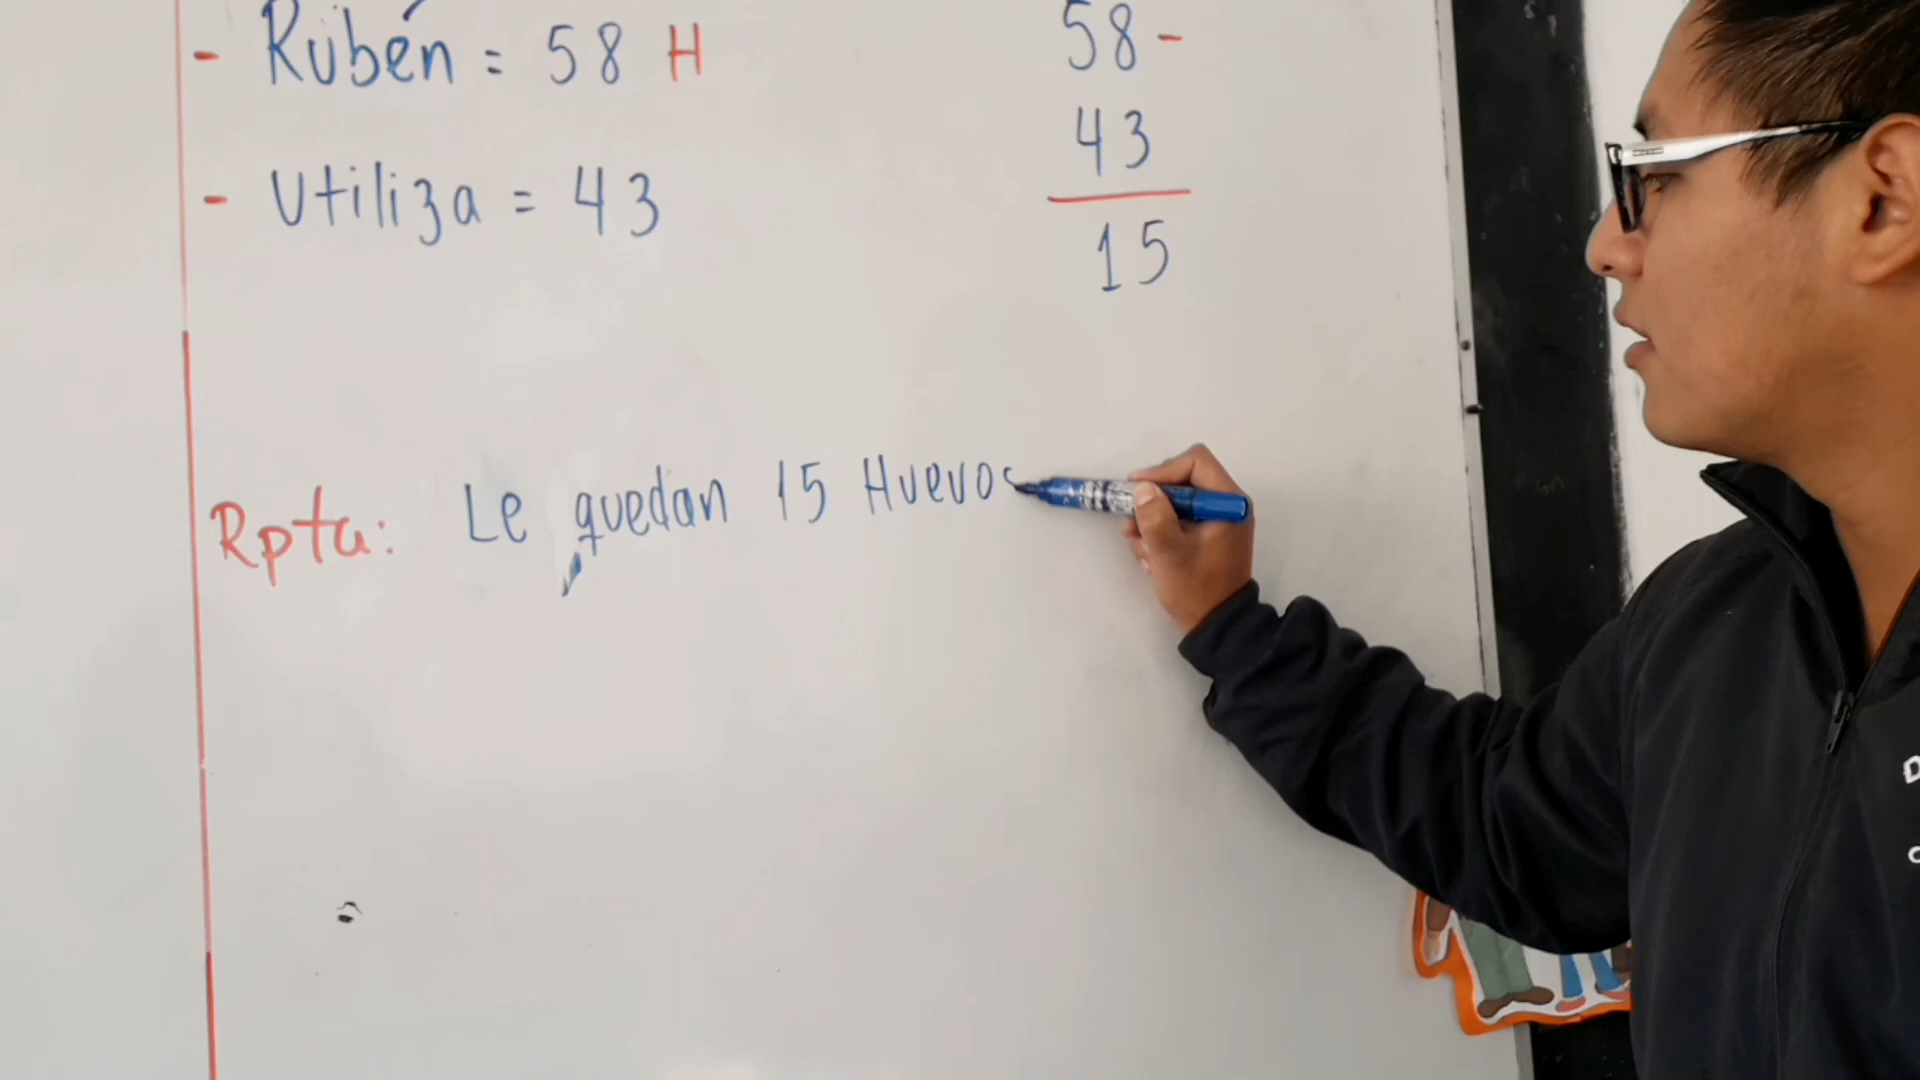 - Rubén = 58 H
- Utiliza = 43
58 -
43
15
Rpta: Le quedan 15 Huevos